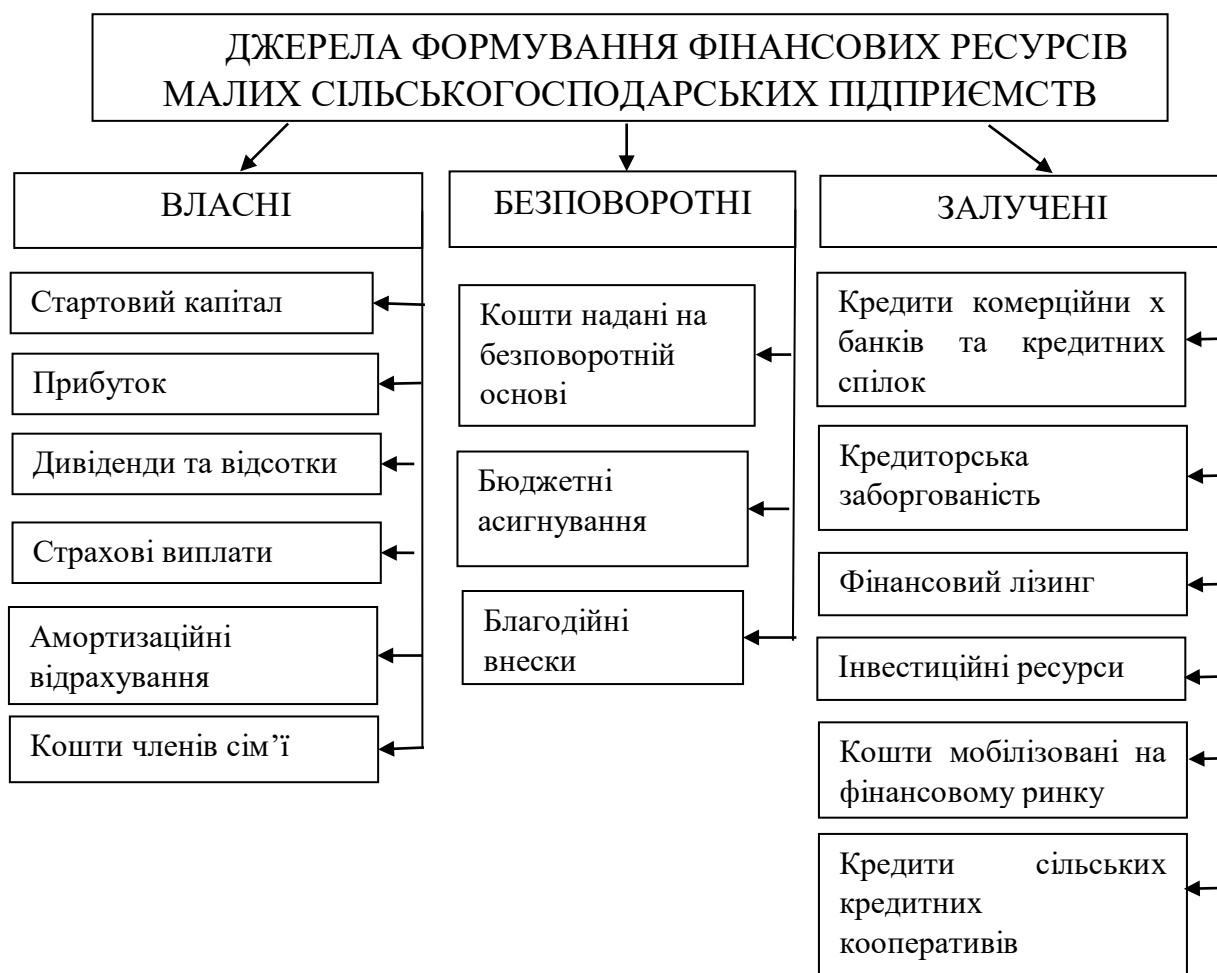 ДЖЕРЕЛА ФОРМУВАННЯ ФІНАНСОВИХ РЕСУРСІВ
МАЛИХ СІЛЬСЬКОГОСПОДАРСЬКИХ ПІДПРИЄМСТВ
ВЛАСНІ
Стартовий капітал
Прибуток
Дивіденди та відсотки
Страхові виплати
Амортизаційні
відрахування
Кошти членів сім’ї
БЕЗПОВОРОТНІ
Кошти надані на
безповоротній
основі
Бюджетні
асигнування
Благодійні
внески
ЗАЛУЧЕНІ
Кредити комерційни х
банків та кредитних
спілок
Кредиторська
заборгованість
Фінансовий лізинг
Інвестиційні ресурси
Кошти мобілізовані на
фінансовому ринку
Кредити сільських
кредитних
кооперативів